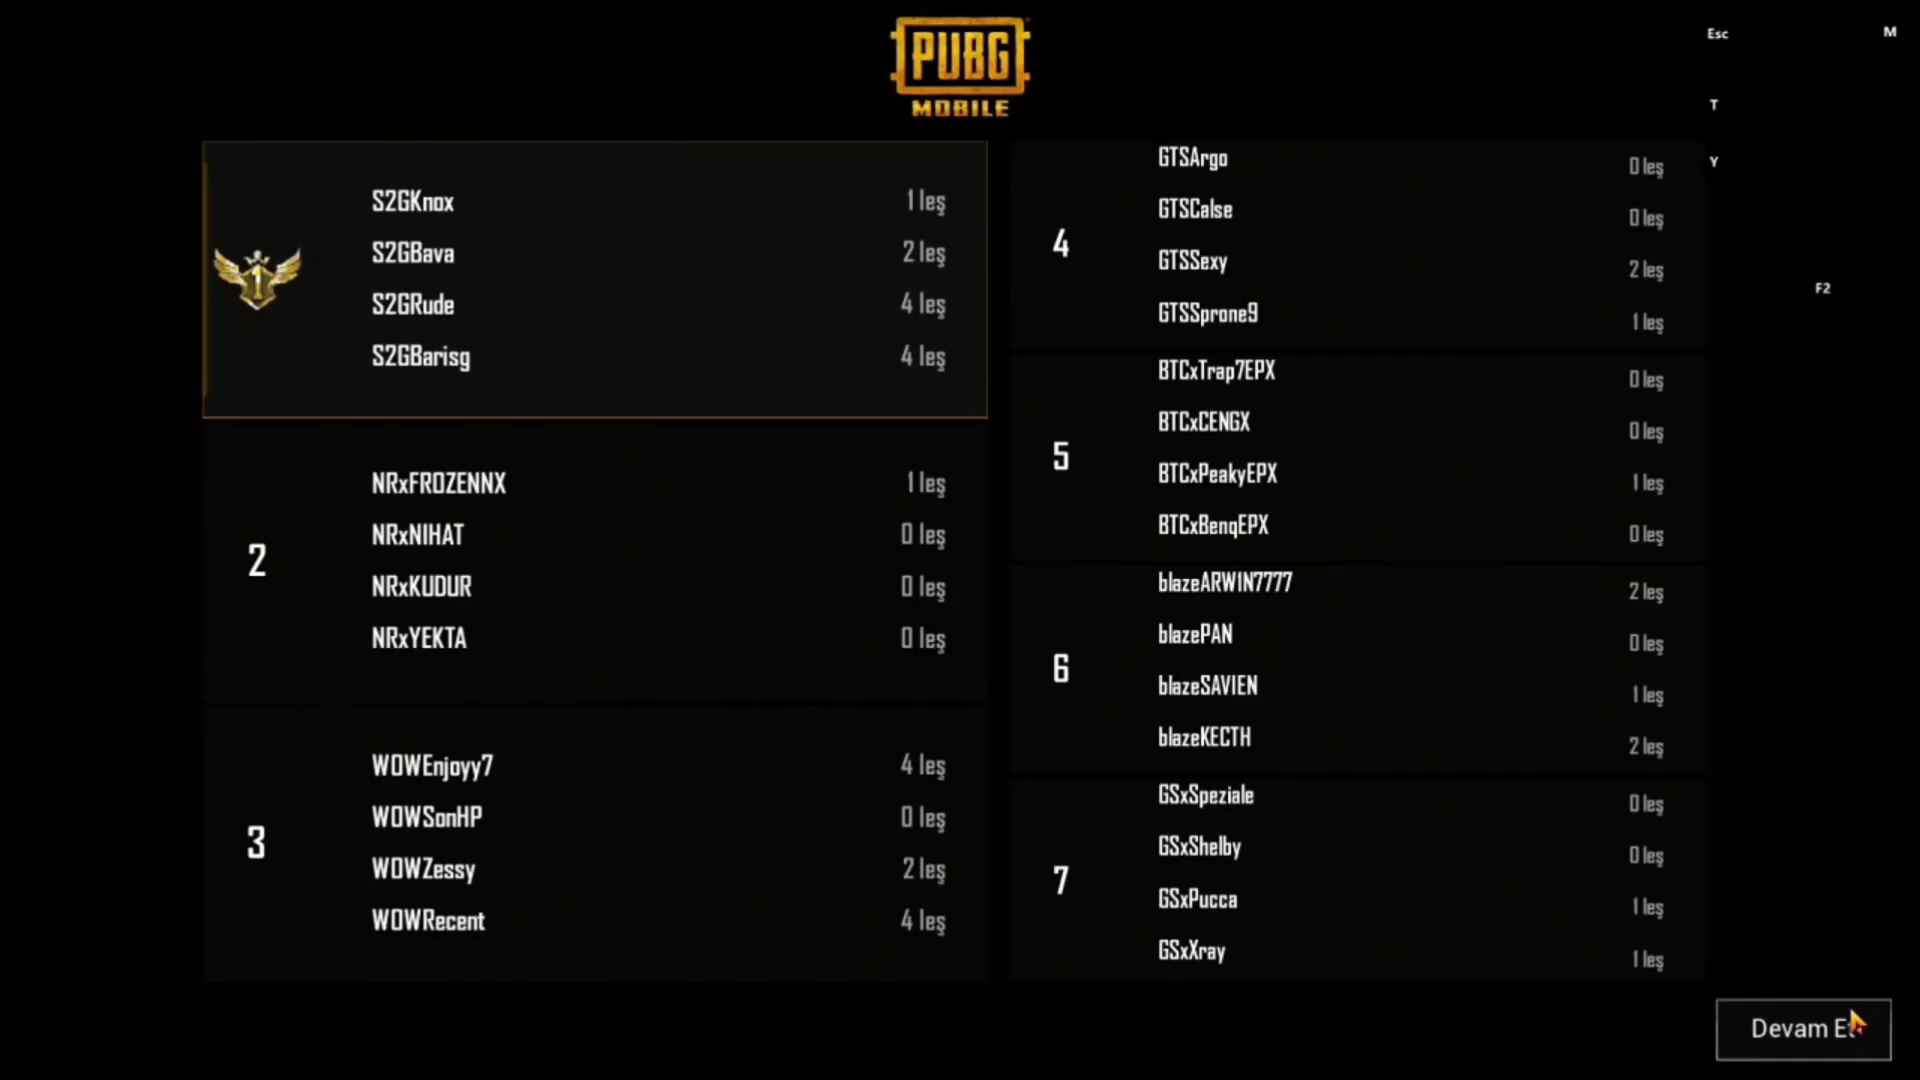 PUBG
MOBILE
Esc
M
T
Y
F2
1
S2GKnox 1 leş
S2GBava 2 leş
S2GRude 4 leş
S2GBarisg 4 leş
2
NRxFROZENNX 1 leş
NRxNIHAT 0 leş
NRxKUDUR 0 leş
NRxYEKTA 0 leş
3
WOWEnjoyy7 4 leş
WOWSonHP 0 leş
WOWZessy 2 leş
WOWRecent 4 leş
4
GTSArgo 0 leş
GTSCalse 0 leş
GTSSexy 2 leş
GTSSprone9 1 leş
5
BTCxTrap7EPX 0 leş
BTCxCENGX 0 leş
BTCxPeakyEPX 1 leş
BTCxBenqEPX 0 leş
6
blazeARW1N7777 2 leş
blazePAN 0 leş
blazeSAVIEN 1 leş
blazeKECTH 2 leş
7
GSxSpeziale 0 leş
GSxShelby 0 leş
GSxPucca 1 leş
GSxXray 1 leş
Devam Et